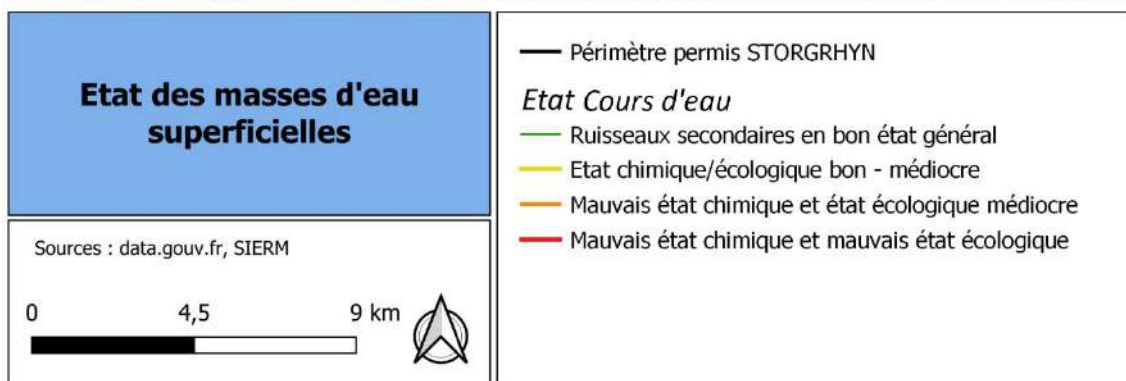 Etat des masses d'eau
superficielles
Sources : data.gouv.fr, SIERM
0 4,5 9 km
Périmètre permis STORGRHYN
Etat Cours d'eau
Ruisseaux secondaires en bon état général
Etat chimique/écologique bon - médiocre
Mauvais état chimique et état écologique médiocre
Mauvais état chimique et mauvais état écologique